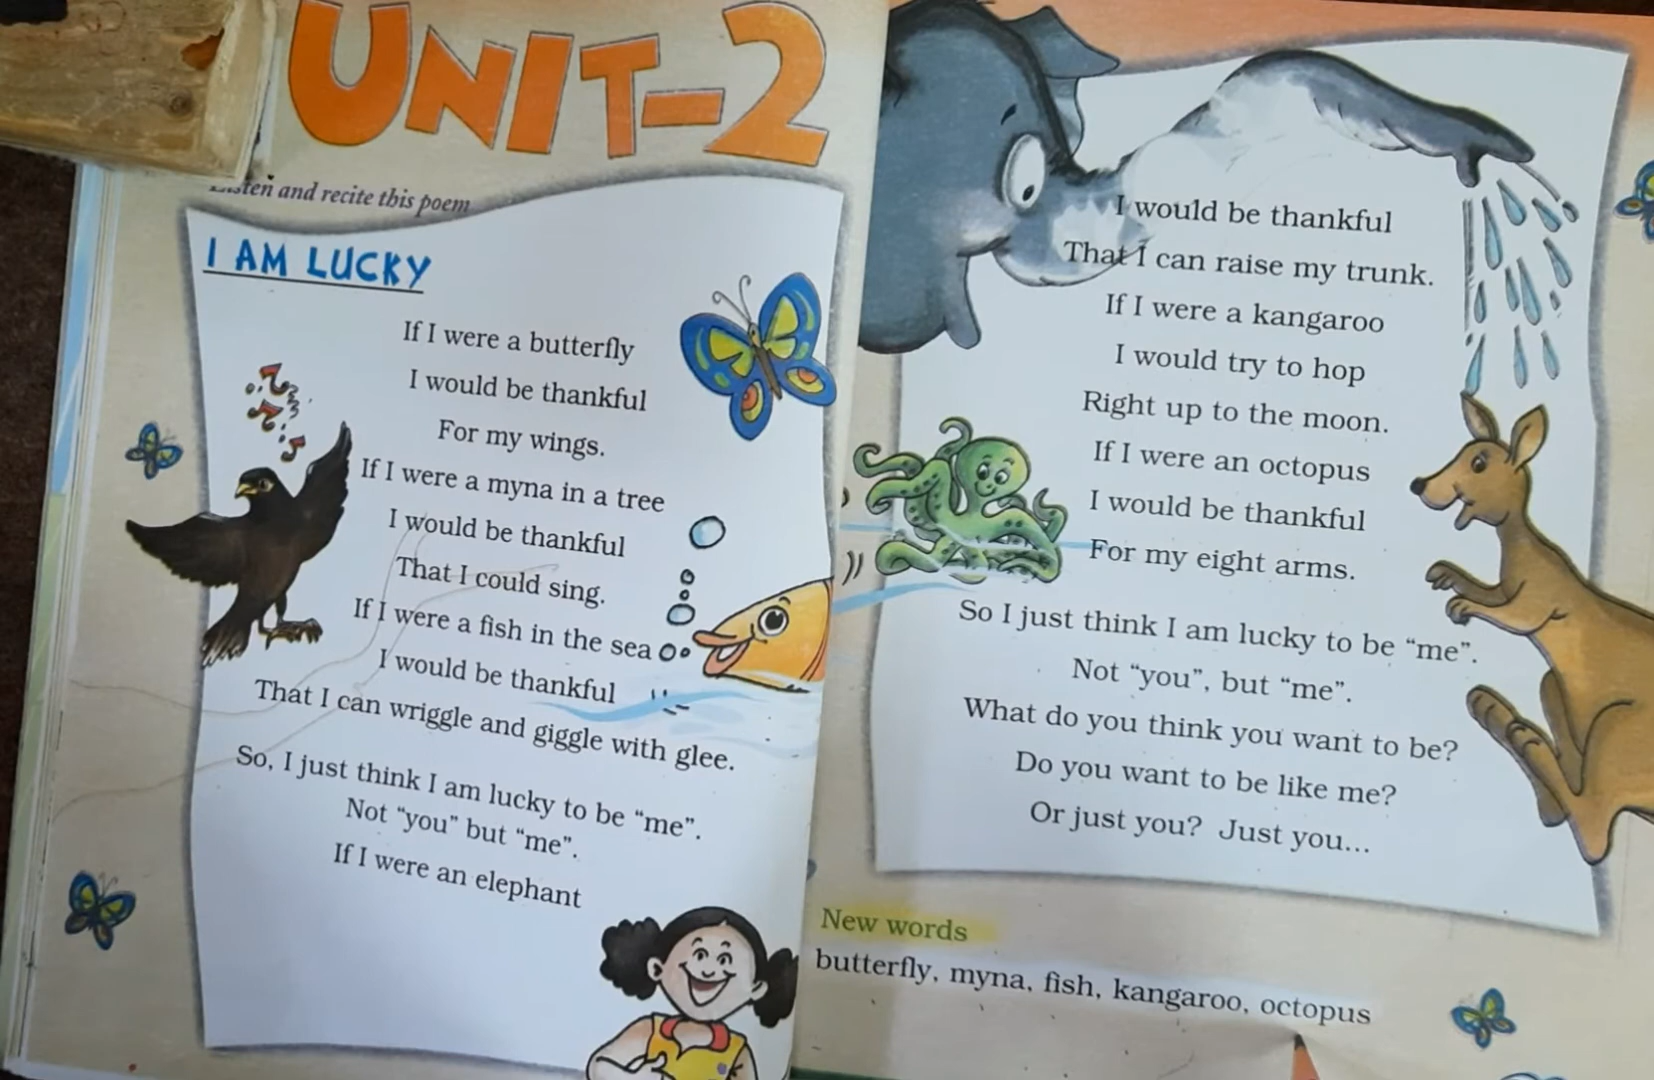 UNIT-2
Listen and recite this poem
I AM LUCKY
If I were a butterfly
I would be thankful
For my wings.
If I were a myna in a tree
I would be thankful
That I could sing.
If I were a fish in the sea
I would be thankful
That I can wriggle and giggle with glee.
So, I just think I am lucky to be “me”.
Not “you” but “me”.
If I were an elephant
I would be thankful
That I can raise my trunk.
If I were a kangaroo
I would try to hop
Right up to the moon.
If I were an octopus
I would be thankful
For my eight arms.
So I just think I am lucky to be “me”.
Not “you”, but “me”.
What do you think you want to be?
Do you want to be like me?
Or just you? Just you...
New words
butterfly, myna, fish, kangaroo, octopus